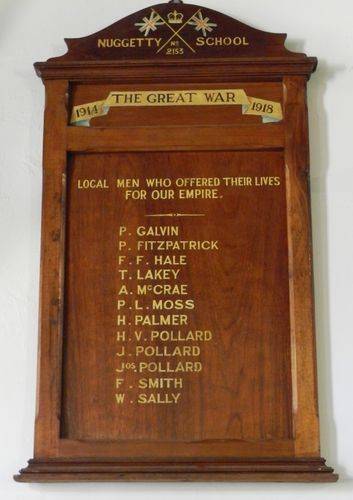 NUGGETTY No SCHOOL
2153
1914 THE GREAT WAR 1918
LOCAL MEN WHO OFFERED THEIR LIVES
FOR OUR EMPIRE.
P. GALVIN
P. FITZPATRICK
F. F. HALE
T. LAKEY
A. McCRAE
P. L. MOSS
H. PALMER
H. V. POLLARD
J. POLLARD
Jos. POLLARD
F. SMITH
W. SALLY